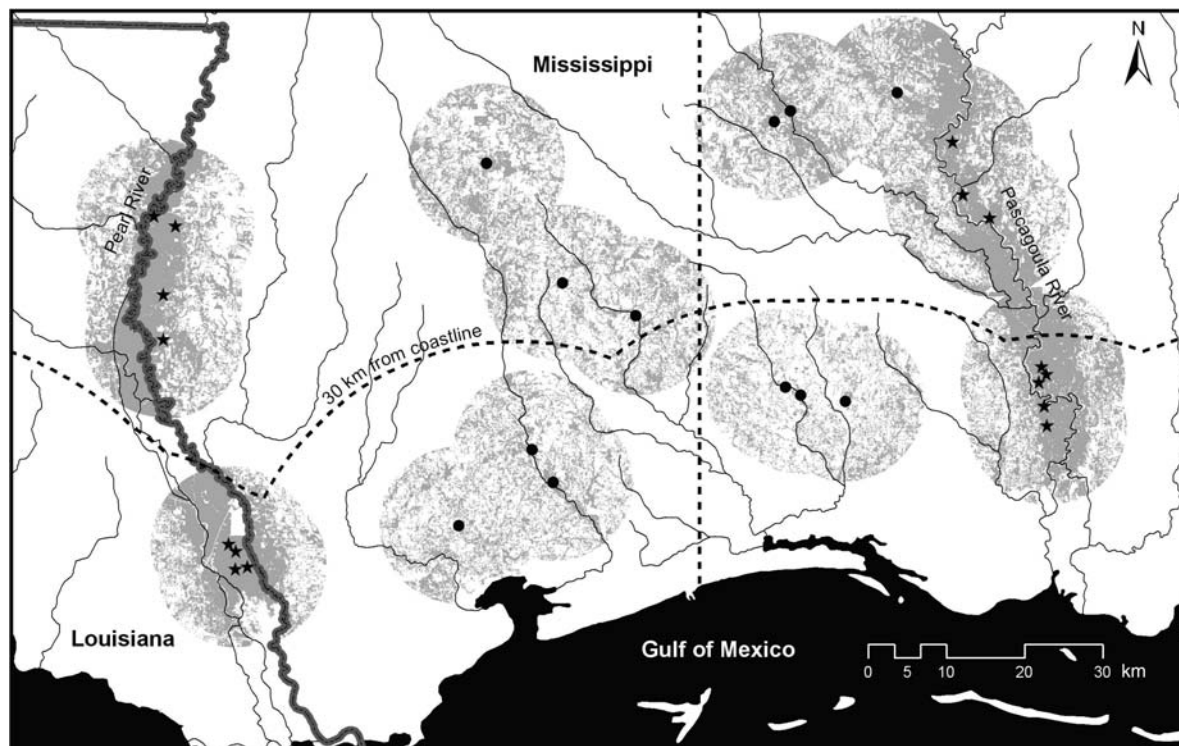 N
Mississippi
Pearl River
Pascagoula River
30 km from coastline
Louisiana
Gulf of Mexico
0 5 10 20 30 km